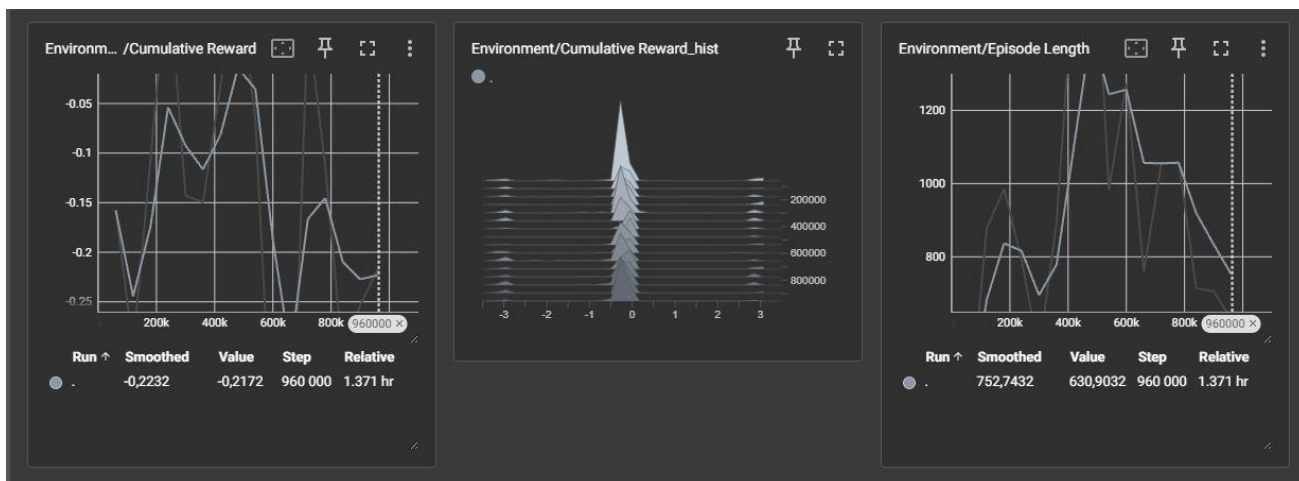 Environm... /Cumulative Reward
-0.05
-0.1
-0.15
-0.2
-0.25
200k 400k 600k 800k 960000 ×
Run ↑ Smoothed Value Step Relative
. -0,2232 -0,2172 960 000 1.371 hr
Environment/Cumulative Reward_hist
.
200000
400000
600000
800000
-3 -2 -1 0 1 2 3
Environment/Episode Length
1200
1000
800
200k 400k 600k 800k 960000 ×
Run ↑ Smoothed Value Step Relative
. 752,7432 630,9032 960 000 1.371 hr